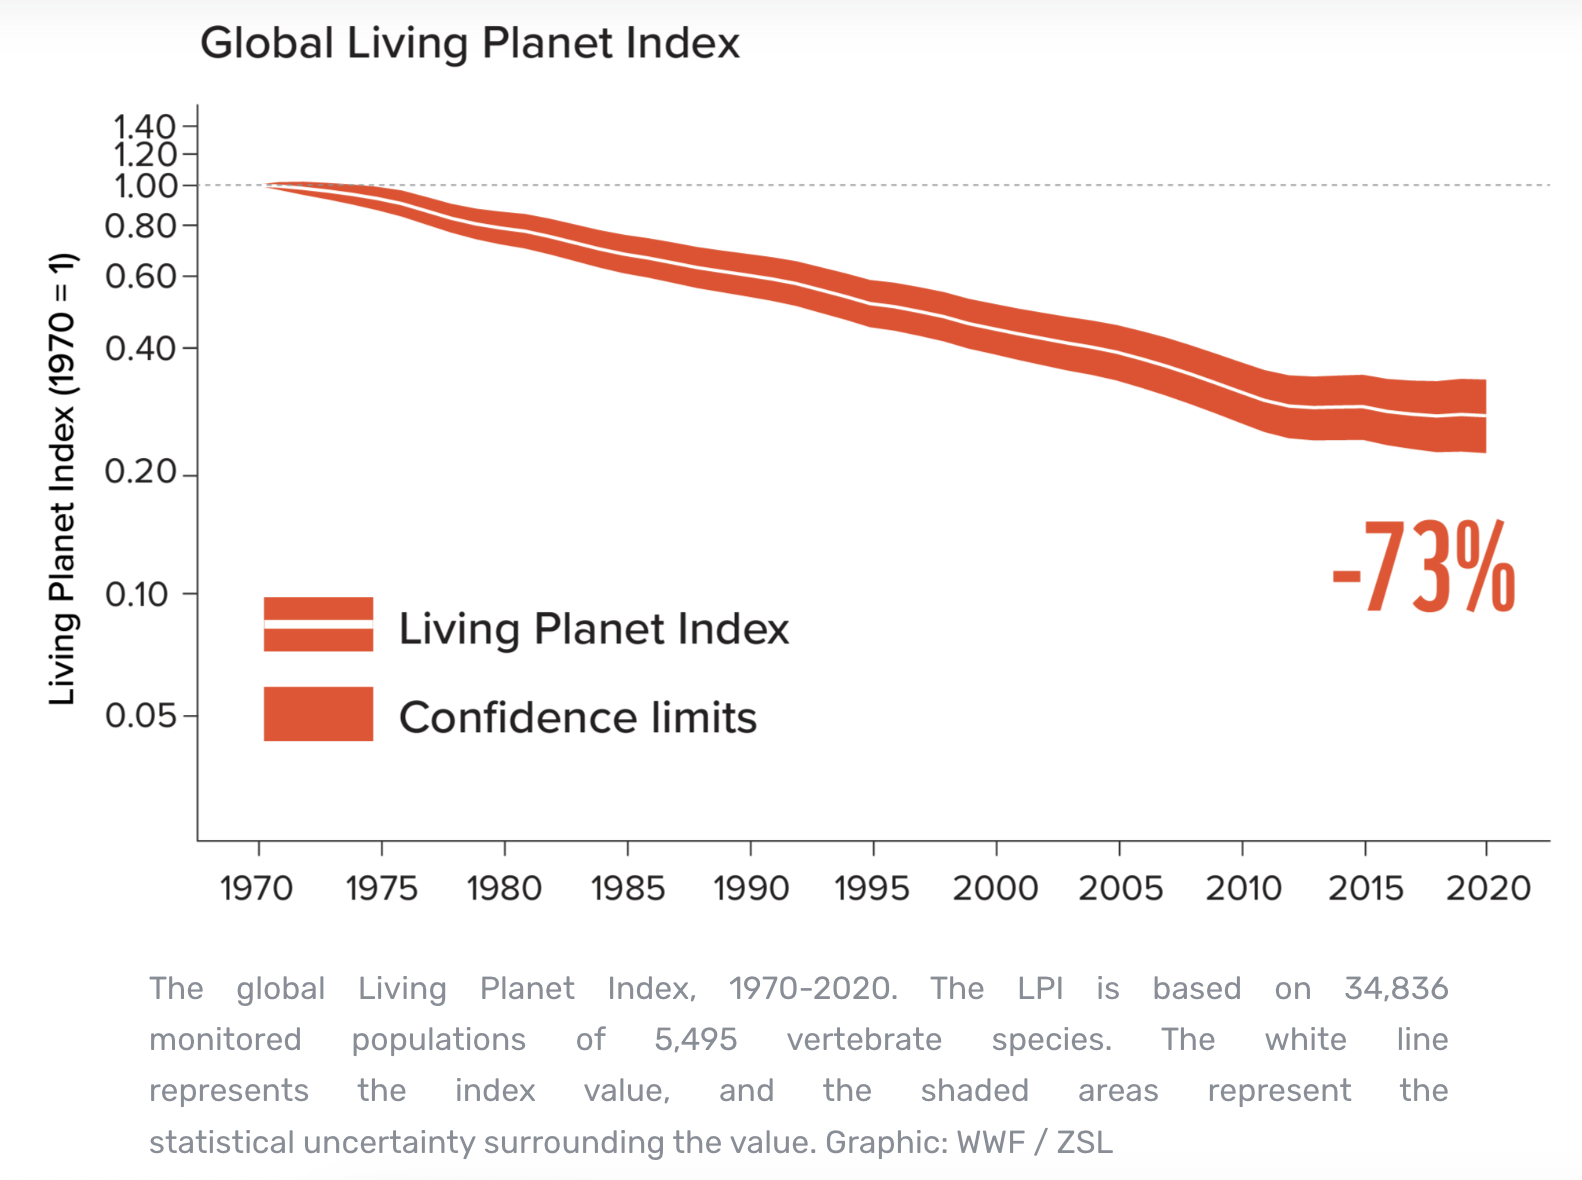 Global Living Planet Index
Living Planet Index (1970 = 1)
1.40
1.20
1.00
0.80
0.60
0.40
0.20
0.10
0.05
-73%
Living Planet Index
Confidence limits
1970 1975 1980 1985 1990 1995 2000 2005 2010 2015 2020
The global Living Planet Index, 1970-2020. The LPI is based on 34,836
monitored populations of 5,495 vertebrate species. The white line
represents the index value, and the shaded areas represent the
statistical uncertainty surrounding the value. Graphic: WWF / ZSL